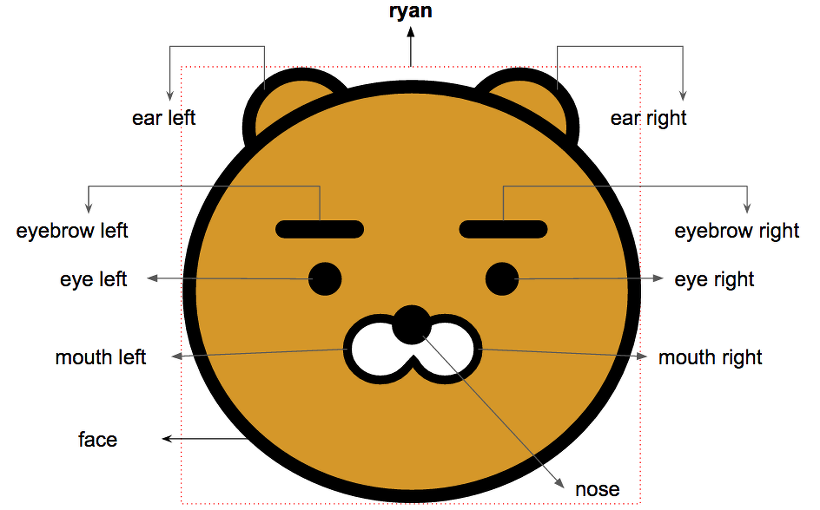 ryan
ear left
ear right
eyebrow left
eyebrow right
eye left
eye right
mouth left
mouth right
face
nose